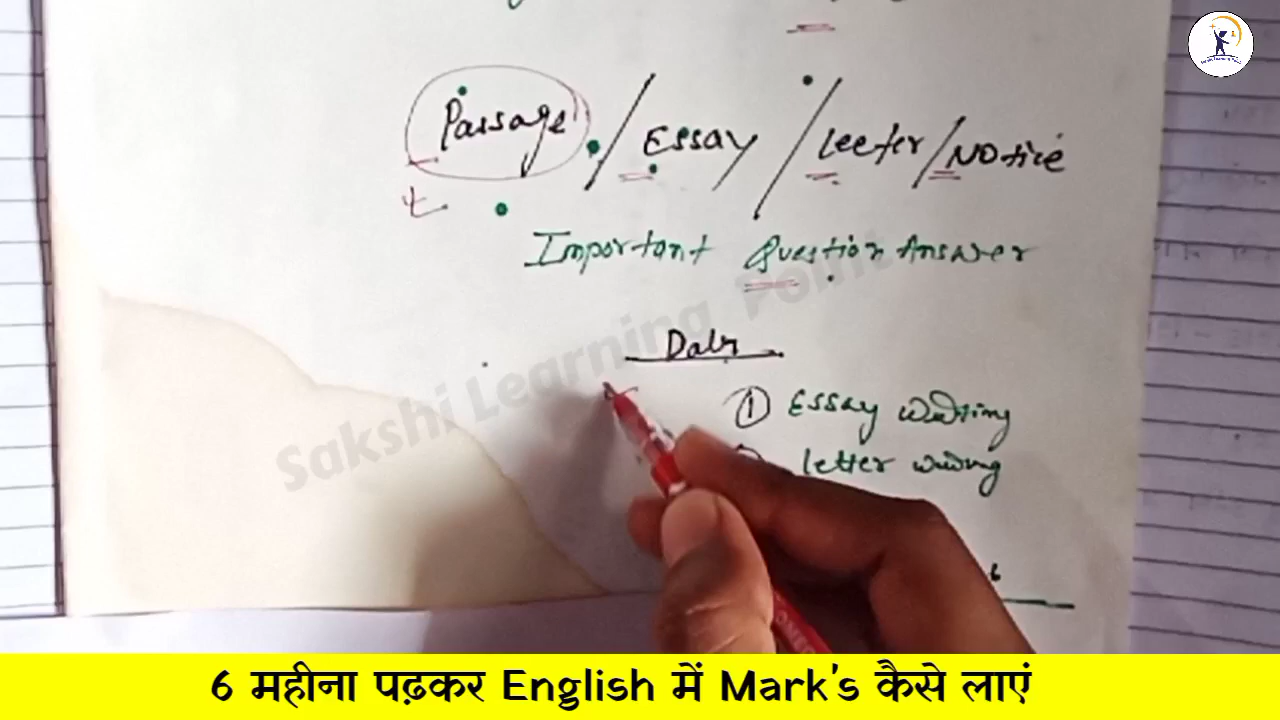 Passage / Essay / Leeter / Notice
Important Question Answer
Daly
① Essay writing
letter writing
Sakshi Learning Point
6 महीना पढ़कर English में Mark's कैसे लाएं